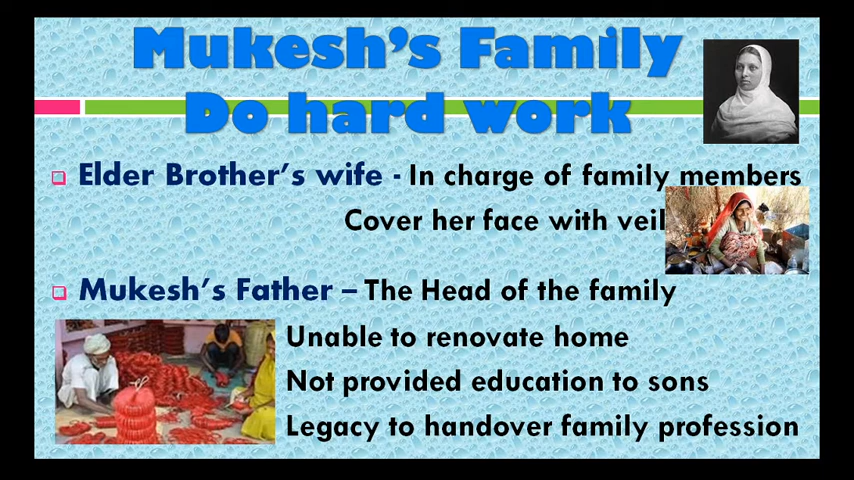 Mukesh's Family
Do hard work
Elder Brother's wife - In charge of family members
Cover her face with veil
Mukesh's Father – The Head of the family
Unable to renovate home
Not provided education to sons
Legacy to handover family profession